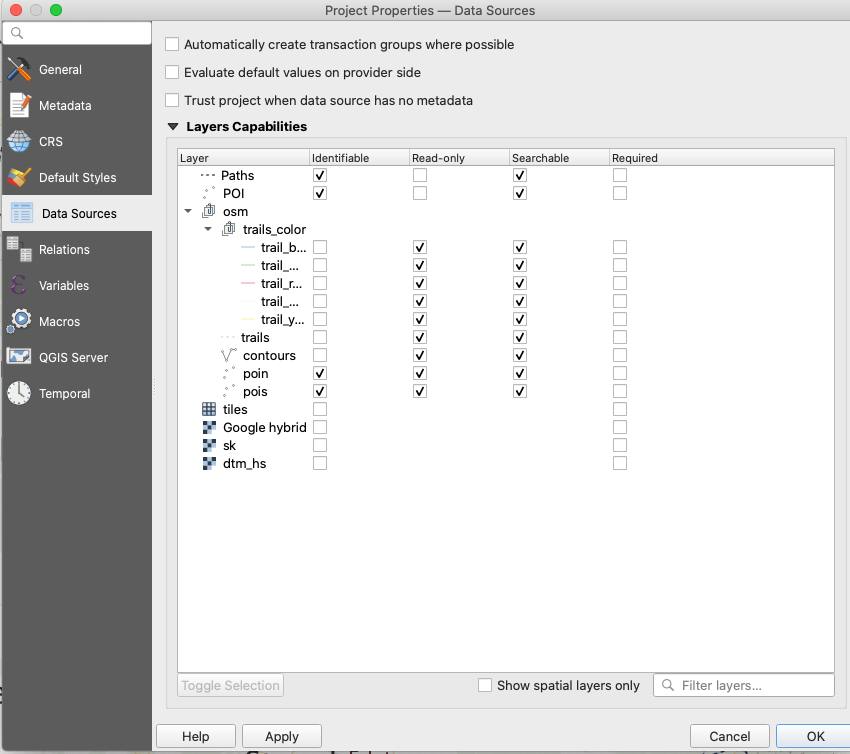 Project Properties — Data Sources
General
Metadata
CRS
Default Styles
Data Sources
Relations
Variables
Macros
QGIS Server
Temporal
Automatically create transaction groups where possible
Evaluate default values on provider side
Trust project when data source has no metadata
Layers Capabilities
Layer Identifiable Read-only Searchable Required
Paths
POI
osm
trails_color
trail_b...
trail_...
trail_r...
trail_...
trail_y...
trails
contours
poin
pois
tiles
Google hybrid
sk
dtm_hs
Toggle Selection Show spatial layers only Filter layers...
Help Apply Cancel OK